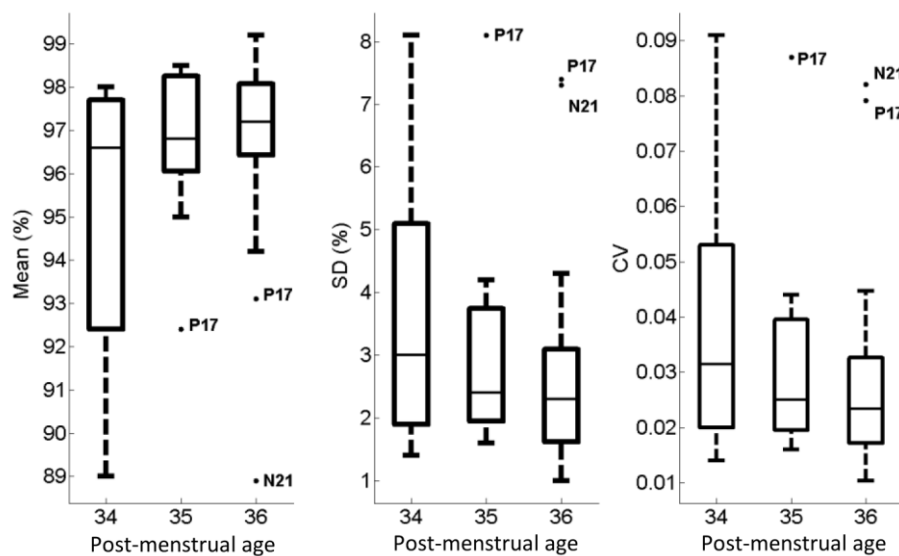 Mean (%)
99
98
97
96
95
94
93
92
91
90
89
P17
P17
N21
34 35 36
Post-menstrual age
SD (%)
8
7
6
5
4
3
2
1
P17
P17
N21
34 35 36
Post-menstrual age
CV
0.09
0.08
0.07
0.06
0.05
0.04
0.03
0.02
0.01
P17
N21
P17
34 35 36
Post-menstrual age